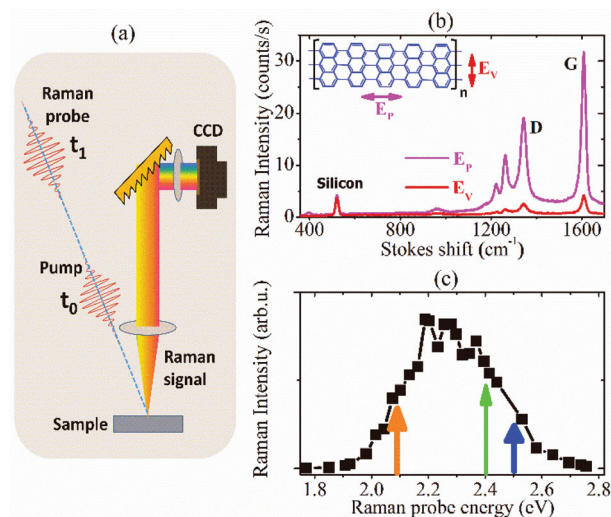 (a)
Raman
probe
t1
CCD
Pump
t0
Raman
signal
Sample
(b)
Raman Intensity (counts/s)
30
20
10
0
n
EV
EP
G
D
EP
EV
Silicon
400
800
1200
1600
Stokes shift (cm-1)
(c)
Raman Intensity (arb.u.)
1.8
2.0
2.2
2.4
2.6
2.8
Raman probe energy (eV)